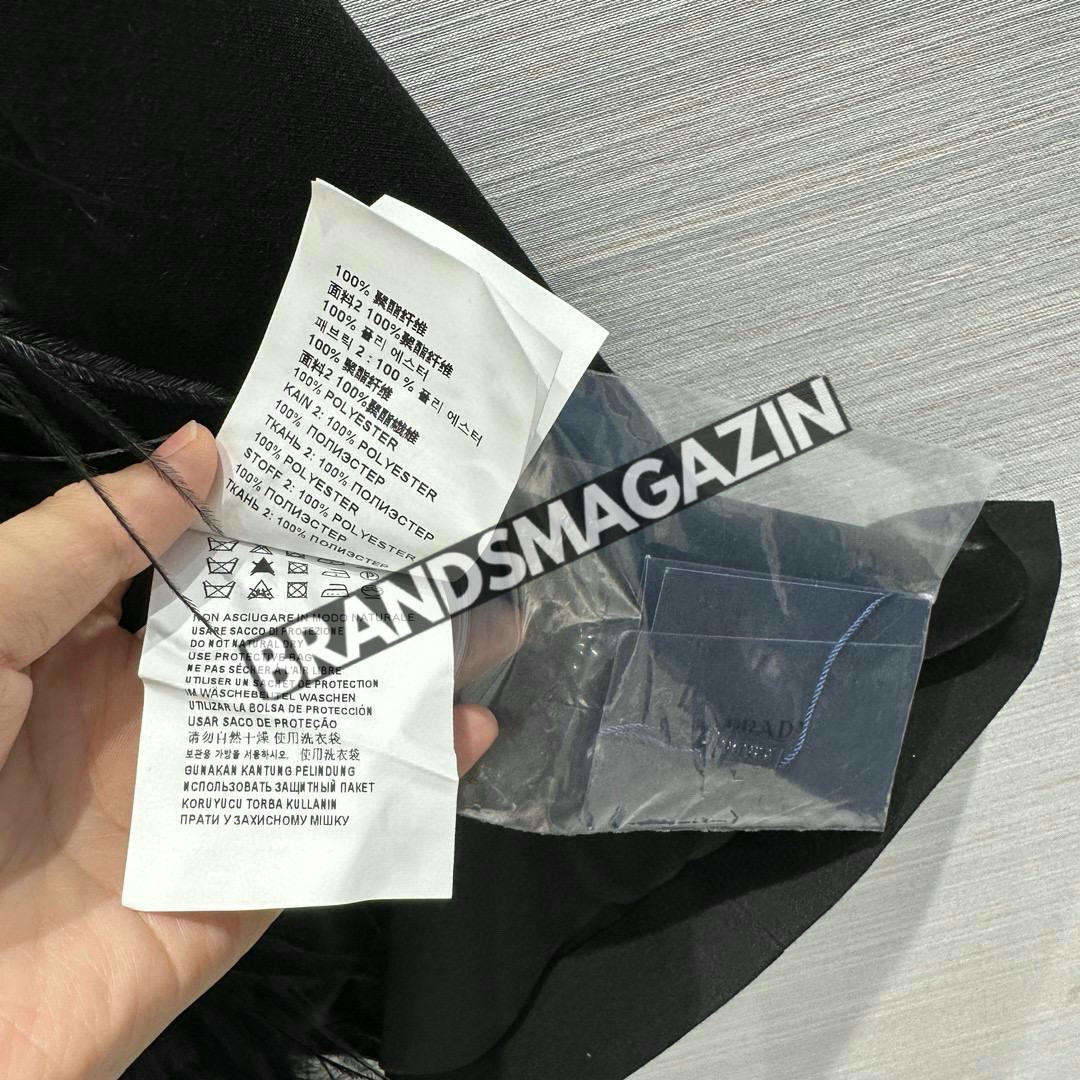 100% 聚酯纤维
面料2 100%聚酯纤维
100% 폴리 에스터
패브릭 2 : 100 % 폴리 에스터
100% 聚酯纤维
面料2 100%聚酯纖維
100% POLYESTER
KAIN 2: 100% POLYESTER
100% ПОЛИЭСТЕР
ТКАНЬ 2: 100% ПОЛИЭСТЕР
100% POLYESTER
STOFF 2: 100% POLYESTER
100% ПОЛИЭСТЕР
ТКАНЬ 2: 100% ПОЛИЭСТЕР
NON ASCIUGARE IN MODO NATURALE
USARE SACCO DI PROTEZIONE
DO NOT NATURAL DRY
USE PROTECTIVE BAG
NE PAS SÉCHER À L'AIR LIBRE
UTILISER UN SACHET DE PROTECTION
IM WÄSCHEBEUTEL WASCHEN
UTILIZAR LA BOLSA DE PROTECCIÓN
USAR SACO DE PROTEÇÃO
请勿自然干燥 使用洗衣袋
보관용 가방을 서용하시오. 使用洗衣袋
GUNAKAN KANTUNG PELINDUNG
ИСПОЛЬЗОВАТЬ ЗАЩИТНЫЙ ПАКЕТ
KORUYUCU TORBA KULLANIN
ПРАТИ У ЗАХИСНОМУ МІШКУ
BRANDSMAGAZIN